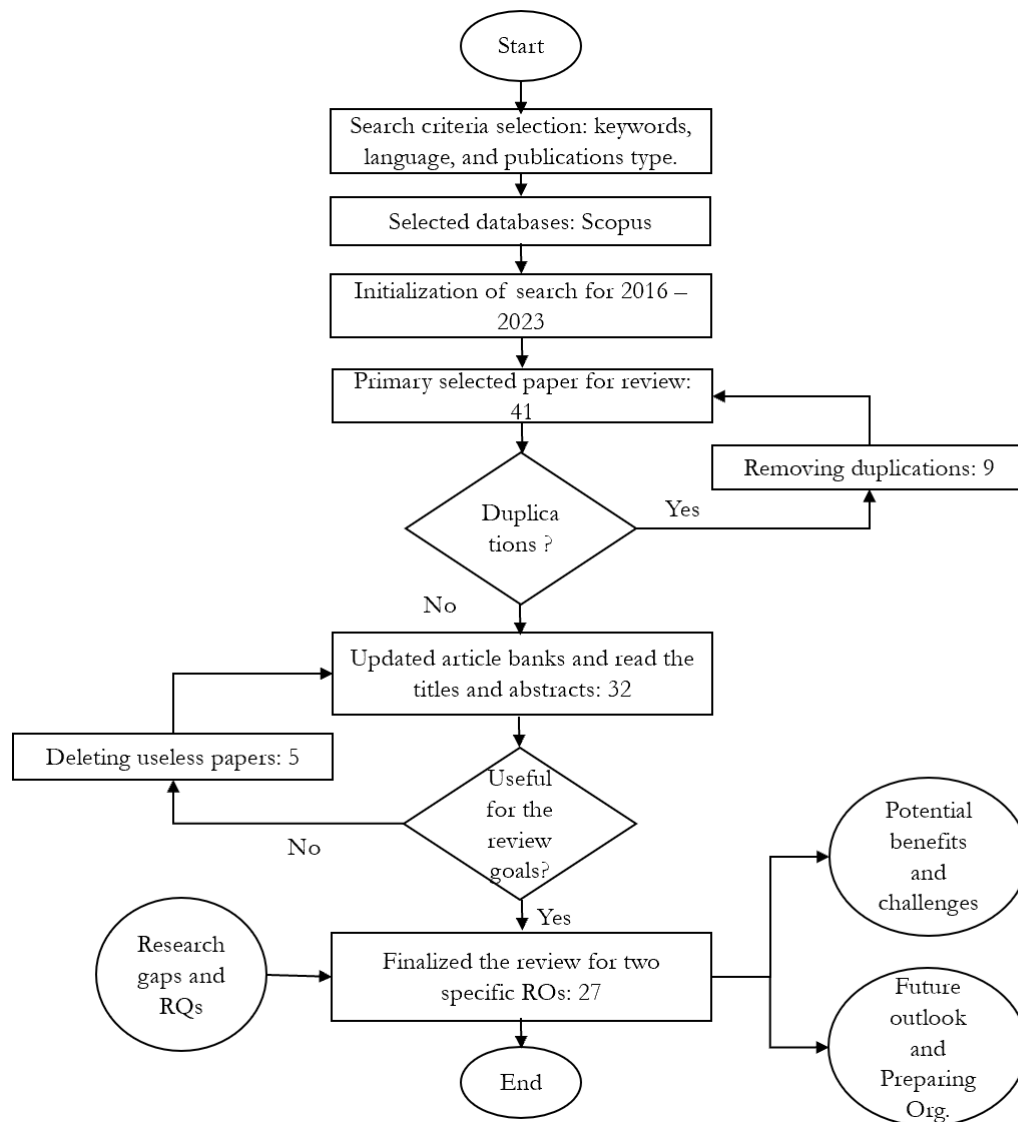 Start
Search criteria selection: keywords,
language, and publications type.
Selected databases: Scopus
Initialization of search for 2016 –
2023
Primary selected paper for review:
41
Removing duplications: 9
Duplica
tions ?
Yes
No
Updated article banks and read the
titles and abstracts: 32
Deleting useless papers: 5
Useful
for the
review
goals?
No
Yes
Potential
benefits
and
challenges
Research
gaps and
RQs
Finalized the review for two
specific ROs: 27
Future
outlook
and
Preparing
Org.
End